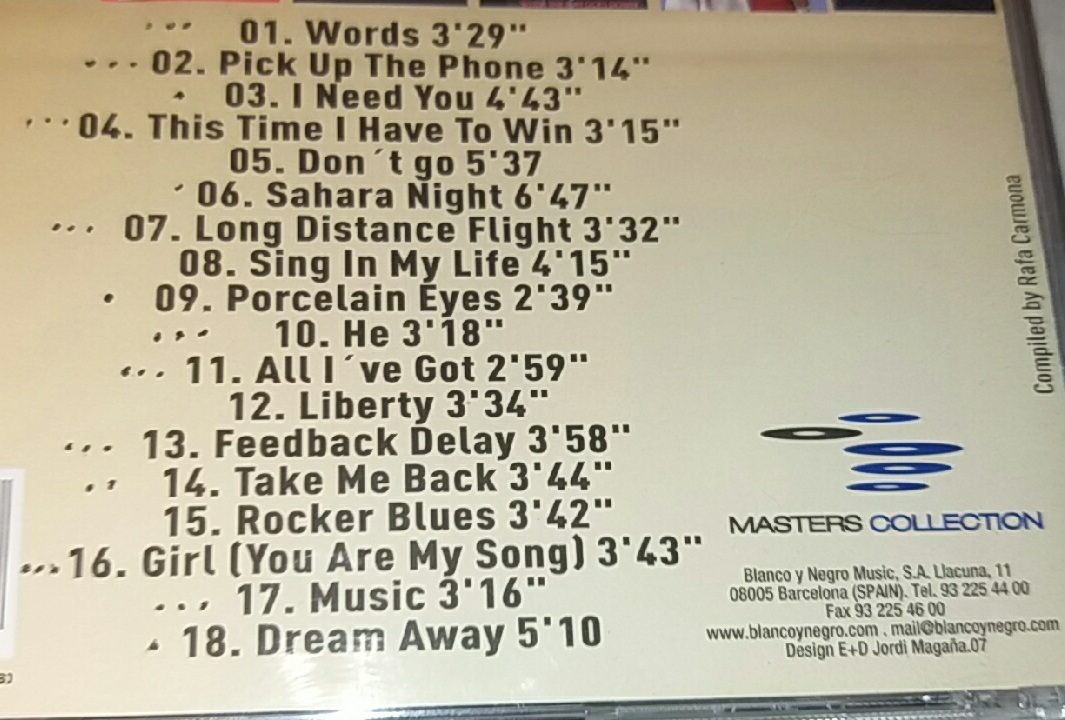 01. Words 3'29"
02. Pick Up The Phone 3'14"
03. I Need You 4'43"
04. This Time I Have To Win 3'15"
05. Don´t go 5'37
06. Sahara Night 6'47"
07. Long Distance Flight 3'32"
08. Sing In My Life 4'15"
09. Porcelain Eyes 2'39"
10. He 3'18"
11. All I´ve Got 2'59"
12. Liberty 3'34"
13. Feedback Delay 3'58"
14. Take Me Back 3'44"
15. Rocker Blues 3'42"
16. Girl (You Are My Song) 3'43"
17. Music 3'16"
18. Dream Away 5'10
Compiled by Rafa Carmona
MASTERS COLLECTION
Blanco y Negro Music, S.A. Llacuna, 11
08005 Barcelona (SPAIN). Tel. 93 225 44 00
Fax 93 225 46 00
www.blancoynegro.com . mail@blancoynegro.com
Design E+D Jordi Magaña.07